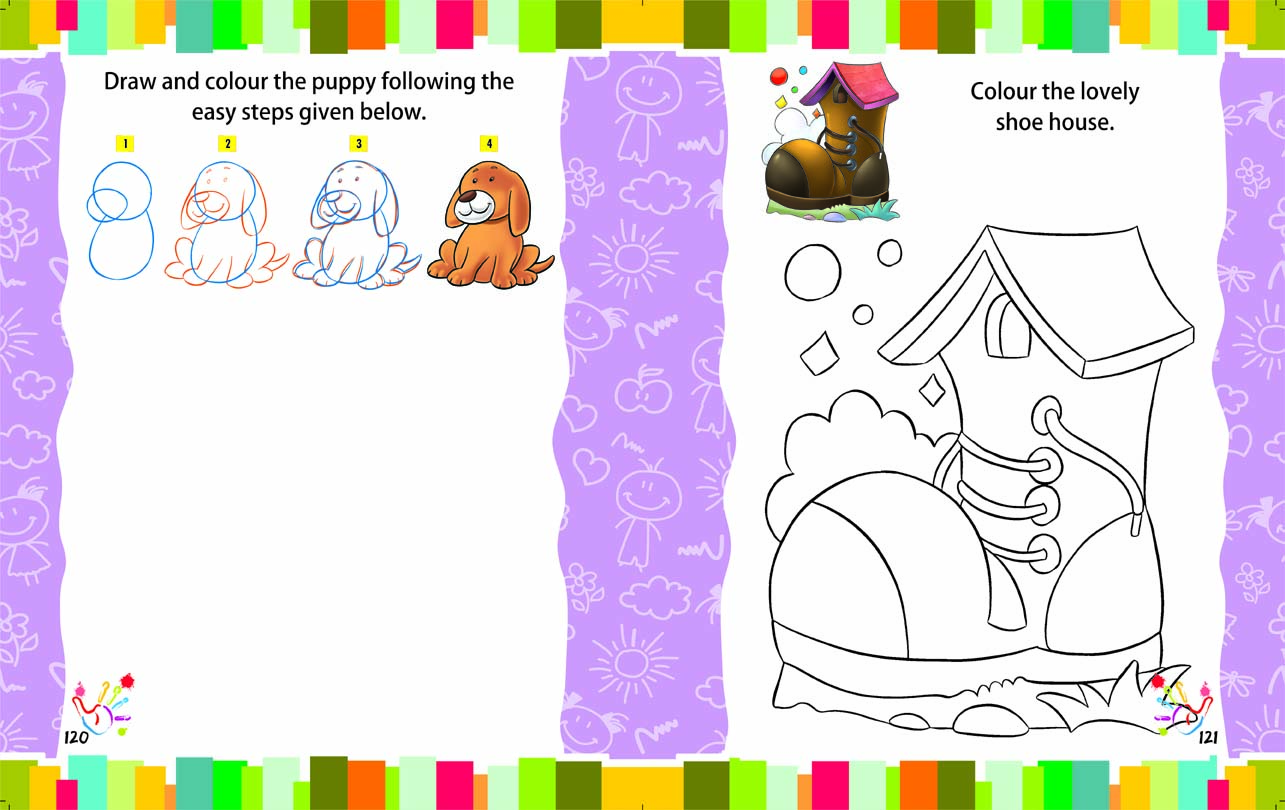 Draw and colour the puppy following the
easy steps given below.
1
2
3
4
120
Colour the lovely
shoe house.
121